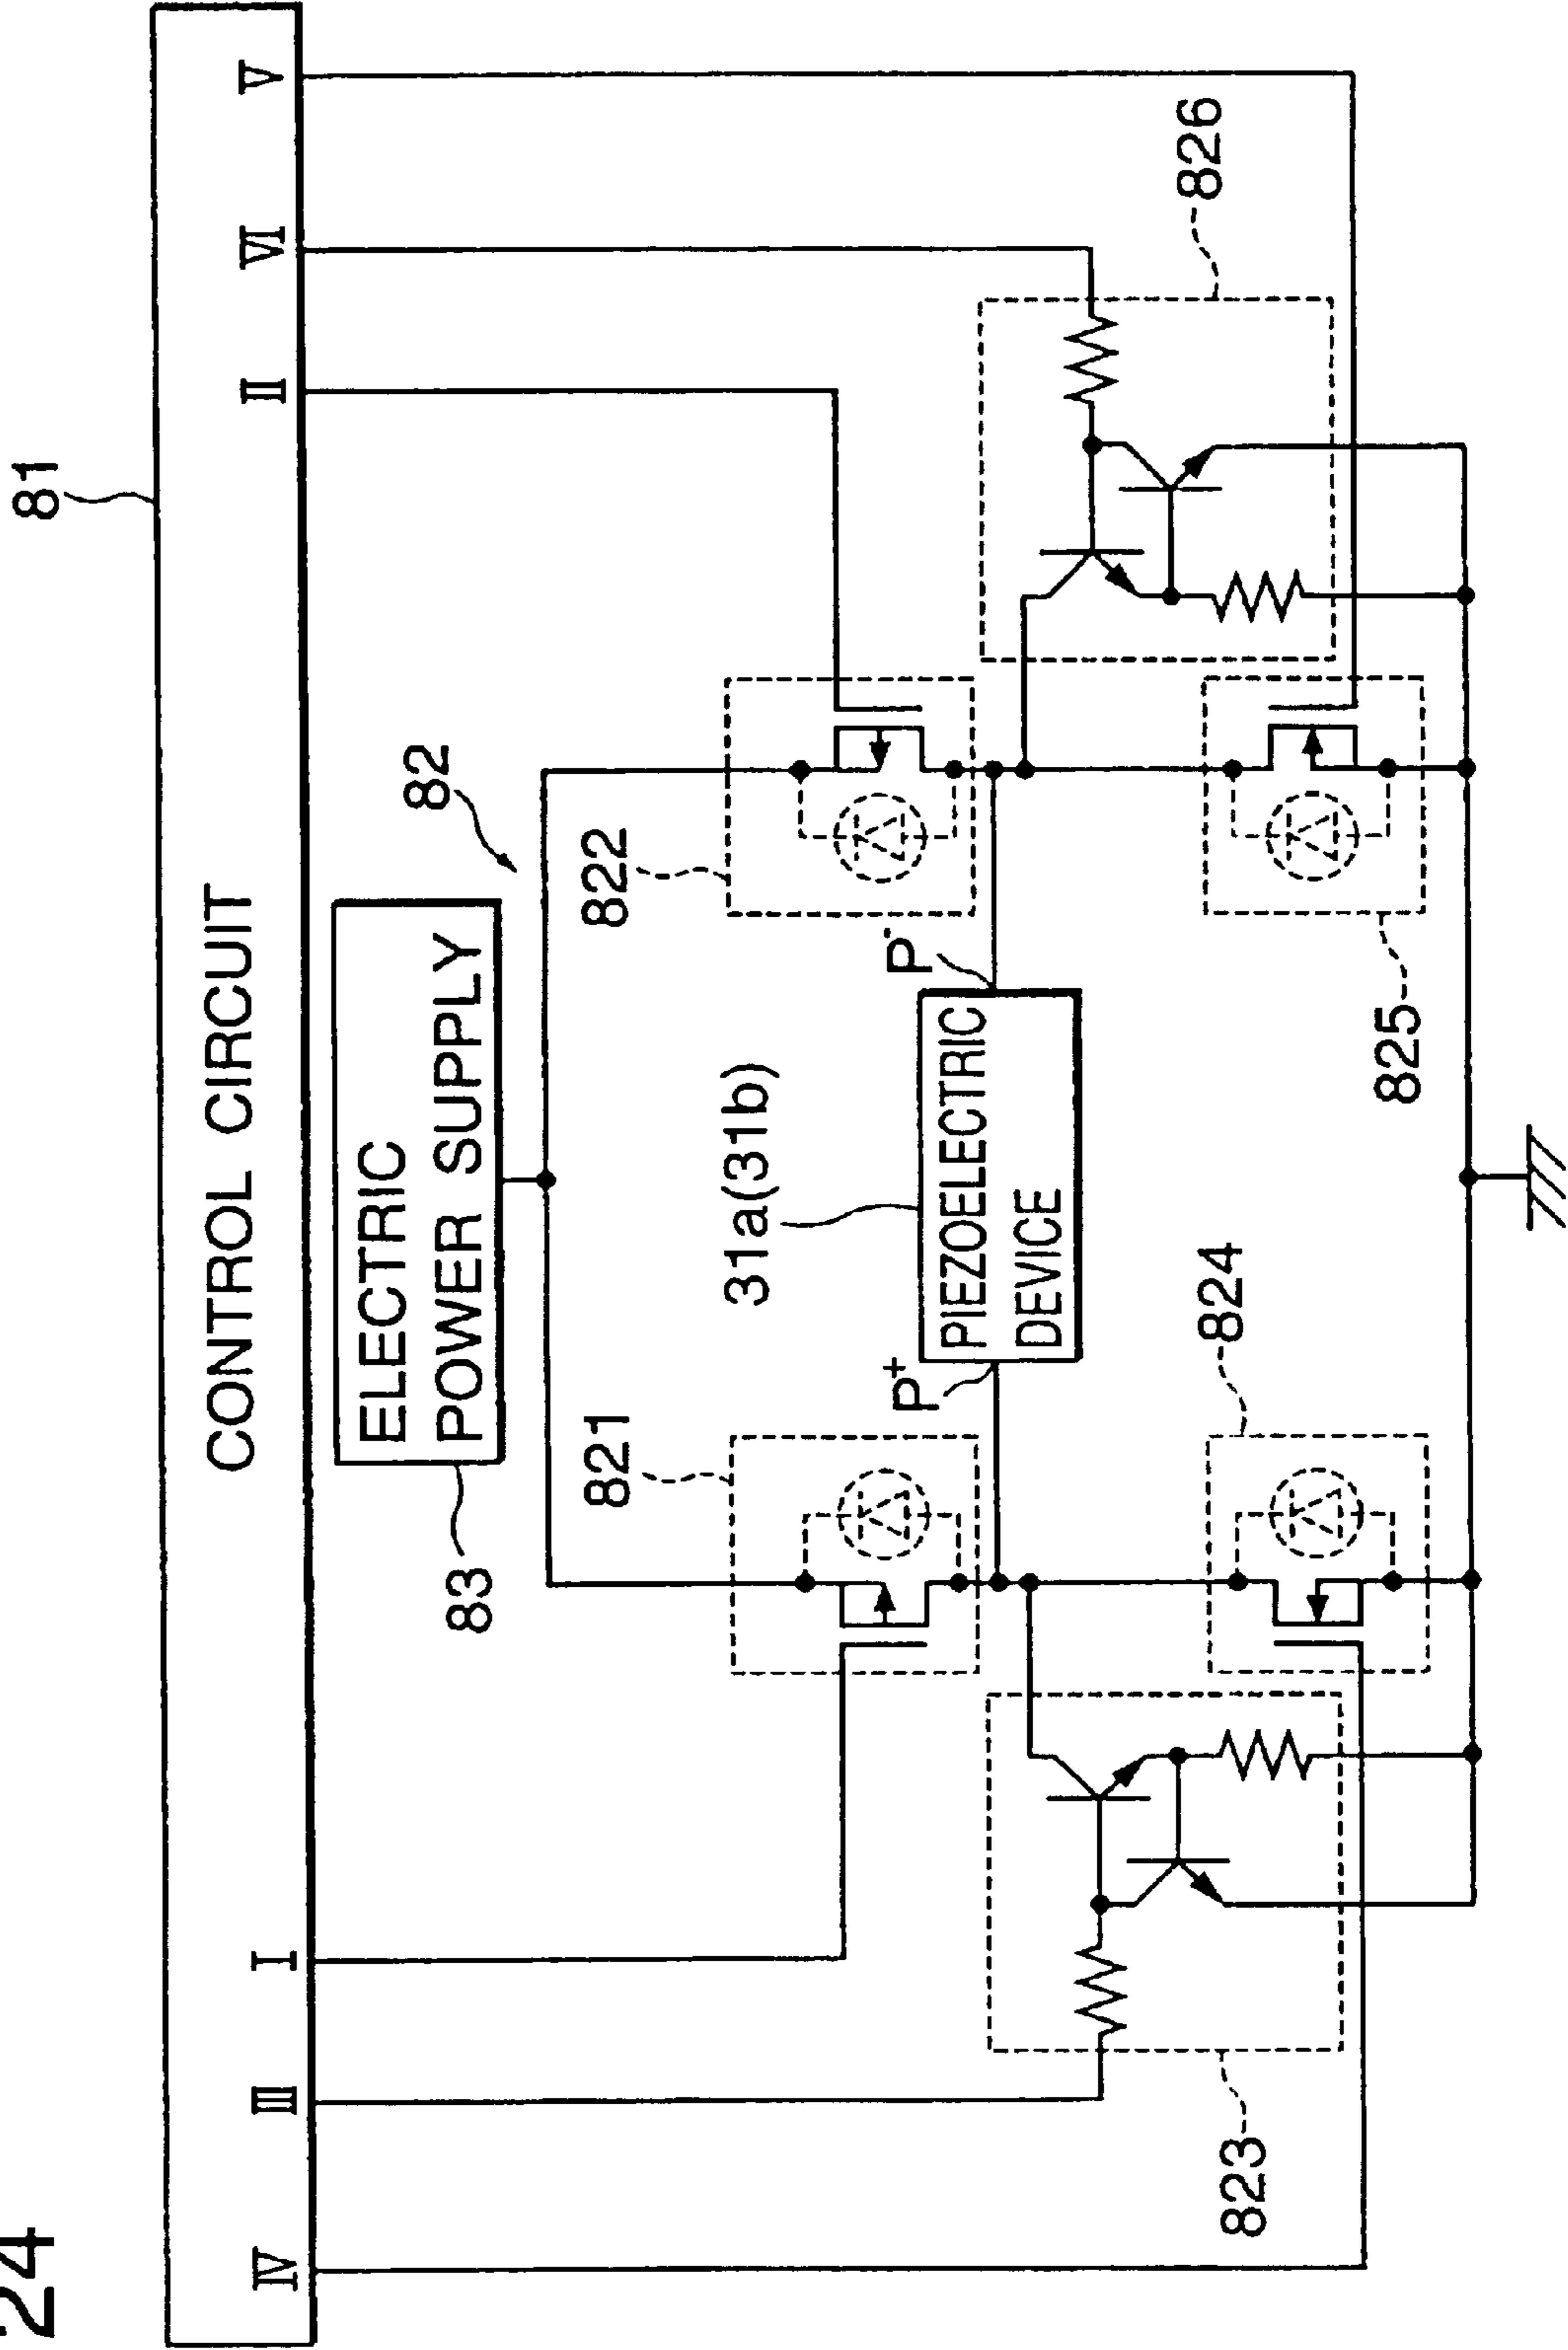 24
81
CONTROL CIRCUIT
IV
III
I
II
VI
V
83
ELECTRIC
POWER SUPPLY
82
821
822
31a(31b)
P+
PIEZOELECTRIC
DEVICE
P-
823
824
825
826